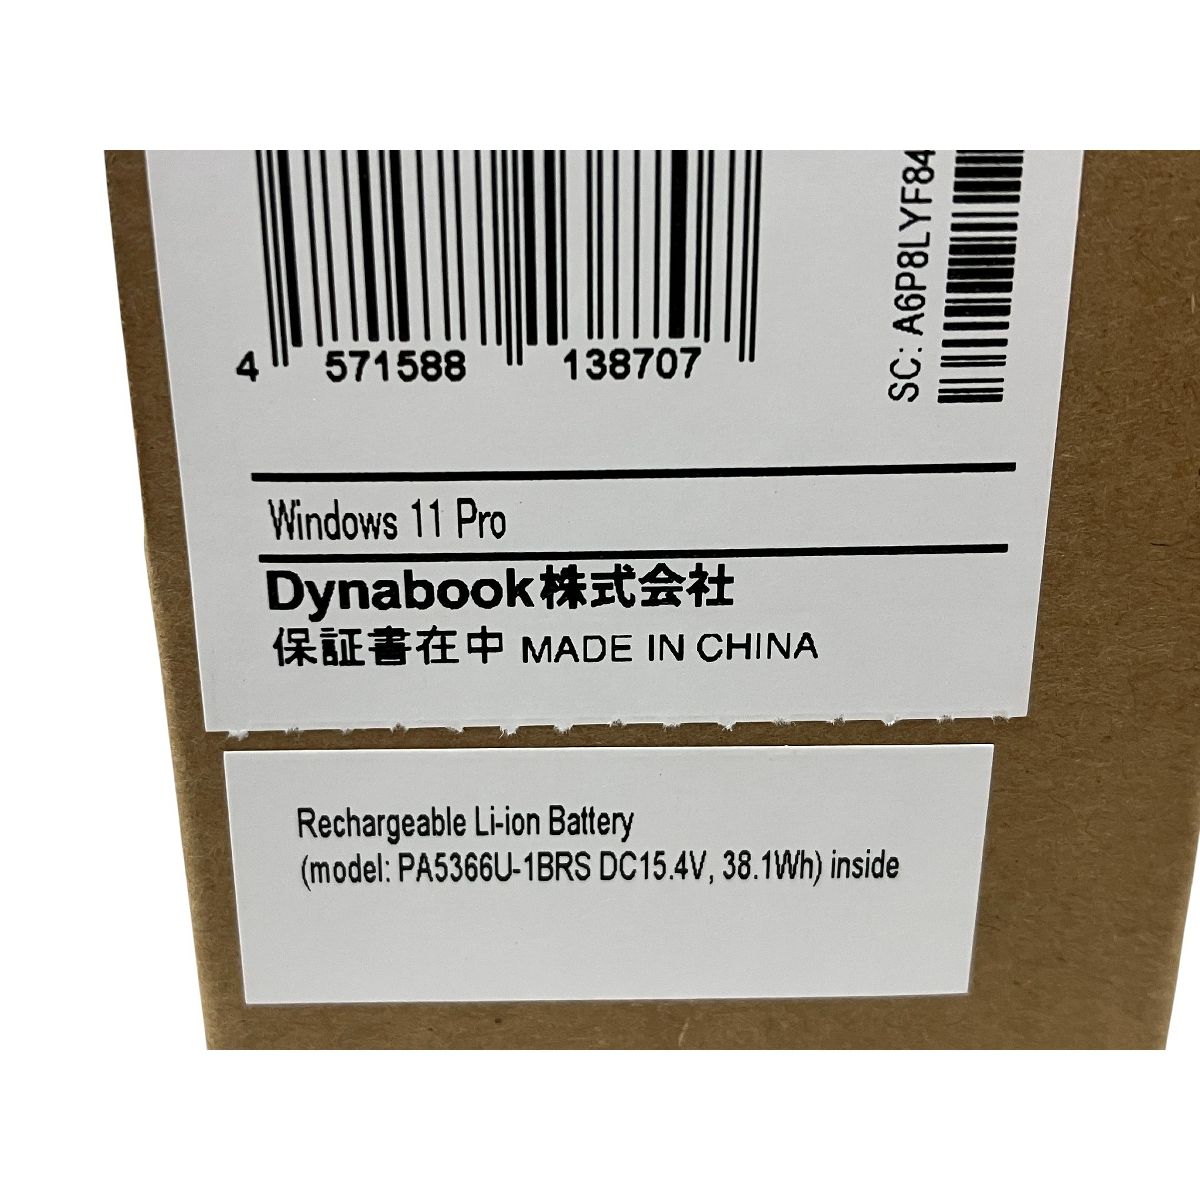 SC: A6P8LYF84
4 571588 138707
Windows 11 Pro
Dynabook株式会社
保証書在中 MADE IN CHINA
Rechargeable Li-ion Battery
(model: PA5366U-1BRS DC15.4V, 38.1Wh) inside